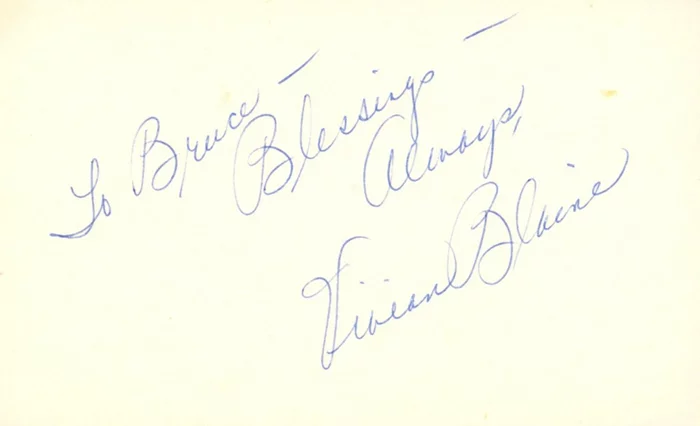 To Bruce —
Blessings —
Always,
Vivian Blaine